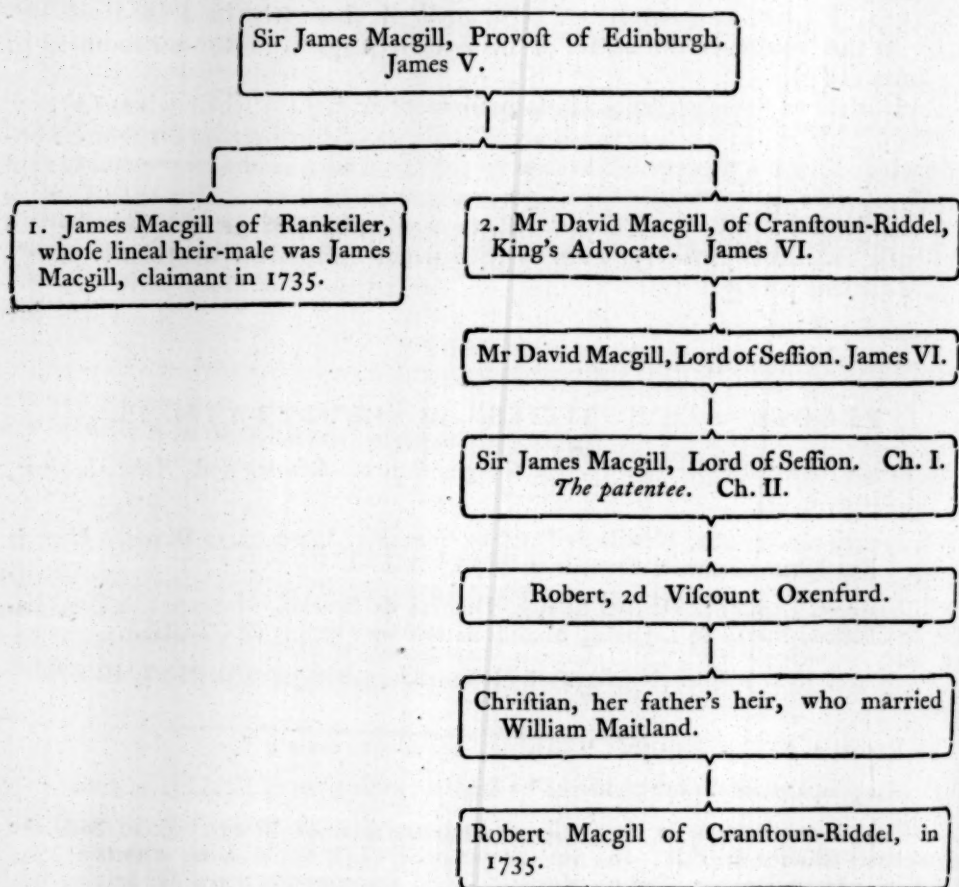 Sir James Macgill, Provoſt of Edinburgh.
James V.
1. James Macgill of Rankeiler,
whoſe lineal heir-male was James
Macgill, claimant in 1735.
2. Mr David Macgill, of Cranſtoun-Riddel,
King's Advocate. James VI.
Mr David Macgill, Lord of Seſſion. James VI.
Sir James Macgill, Lord of Seſſion. Ch. I.
The patentee. Ch. II.
Robert, 2d Viſcount Oxenfurd.
Chriſtian, her father's heir, who married
William Maitland.
Robert Macgill of Cranſtoun-Riddel, in
1735.